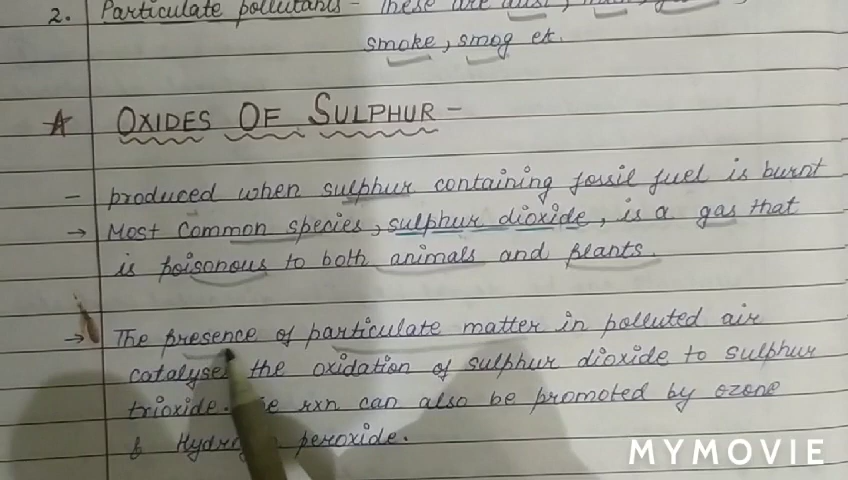 2. Particulate pollutants - These are dust,
smoke, smog etc.
OXIDES OF SULPHUR -
- produced when sulphur containing fossil fuel is burnt
→ Most common species, sulphur dioxide, is a gas that
is poisonous to both animals and plants.
→ The presence of particulate matter in polluted air
catalyses the oxidation of sulphur dioxide to sulphur
trioxide. rxn can also be promoted by ozone
& peroxide.
MYMOVIE